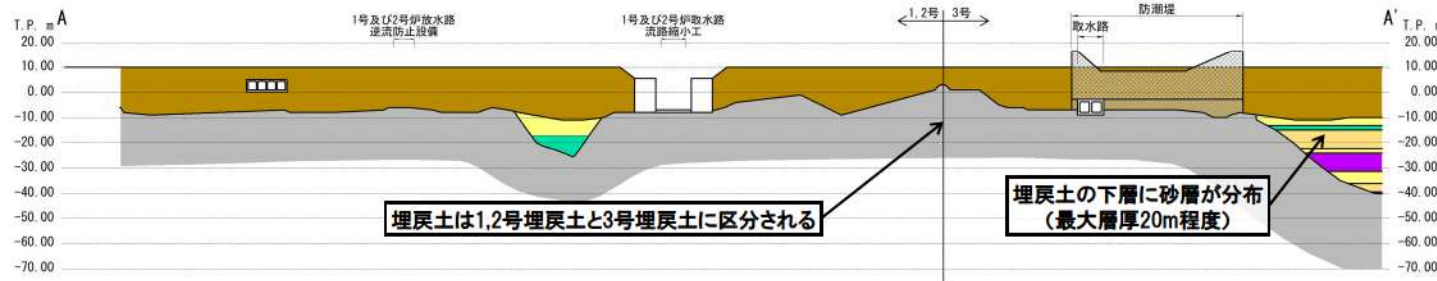 T.P. m A
1号及び2号炉放水路
逆流防止設備
1号及び2号炉取水路
流路縮小工
1,2号 3号
防潮堤
取水路
A' T.P. m
20.00 20.00
10.00 10.00
0.00 0.00
-10.00 -10.00
-20.00 -20.00
-30.00 -30.00
-40.00 -40.00
-50.00 -50.00
-60.00 -60.00
-70.00 -70.00
埋戻土は1,2号埋戻土と3号埋戻土に区分される
埋戻土の下層に砂層が分布
(最大層厚20m程度)